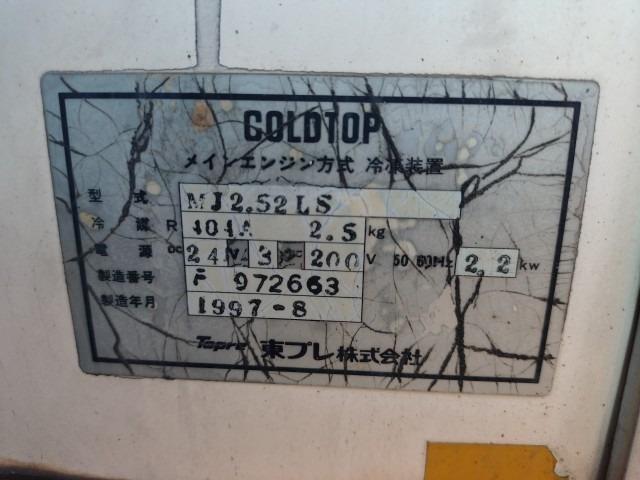 COLDTOP
メインエンジン方式 冷凍装置
型式 MJ2.52LS
冷媒 R 404A 2.5 kg
電源 DC 24 V 3 200 V 50 60Hz 2.2 kw
製造番号 F 972663
製造年月 1997-8
Topre 東プレ株式会社